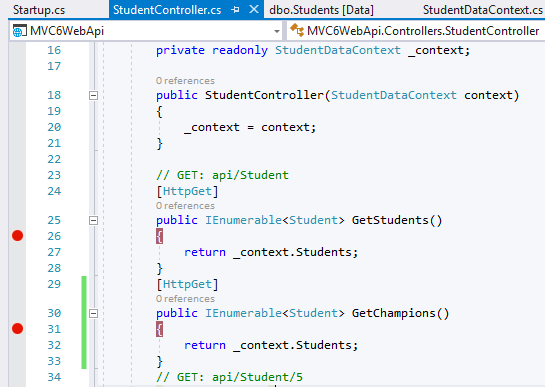 Startup.cs StudentController.cs dbo.Students [Data] StudentDataContext.cs
MVC6WebApi MVC6WebApi.Controllers.StudentController
16 private readonly StudentDataContext _context;
17
0 references
18 public StudentController(StudentDataContext context)
19 {
20 _context = context;
21 }
22
23 // GET: api/Student
24 [HttpGet]
0 references
25 public IEnumerable<Student> GetStudents()
26 {
27 return _context.Students;
28 }
29 [HttpGet]
0 references
30 public IEnumerable<Student> GetChampions()
31 {
32 return _context.Students;
33 }
34 // GET: api/Student/5